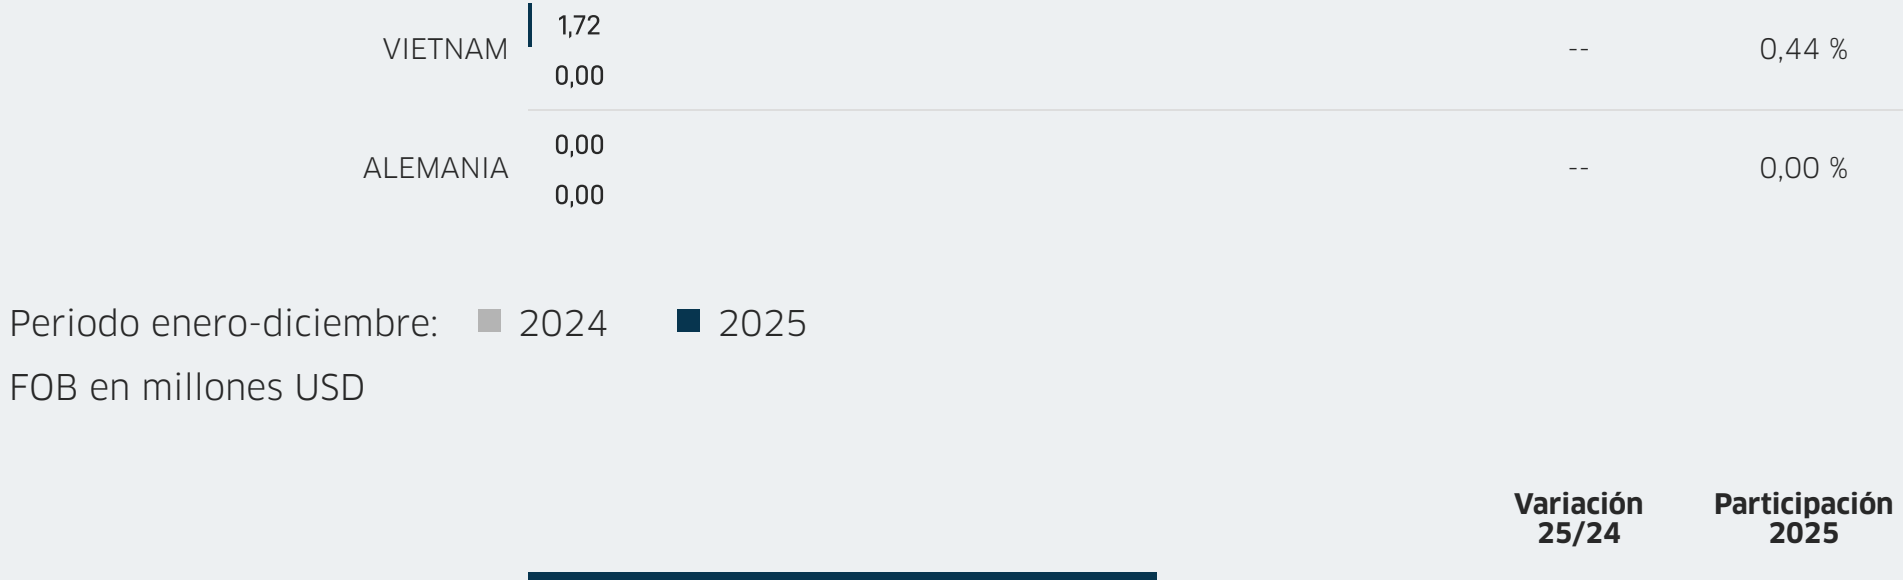 1,72
VIETNAM -- 0,44 %
0,00
0,00
ALEMANIA -- 0,00 %
0,00
Periodo enero-diciembre: 2024 2025
FOB en millones USD
Variación Participación
25/24 2025